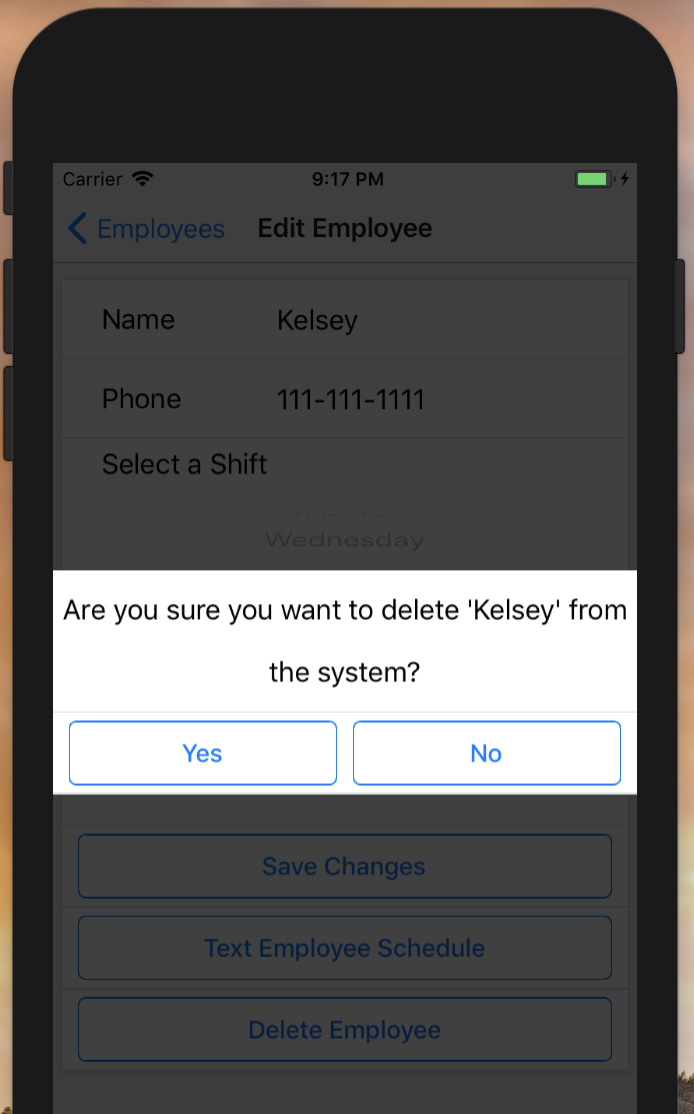 Carrier 9:17 PM
Employees Edit Employee
Name Kelsey
Phone 111-111-1111
Select a Shift
Wednesday
Are you sure you want to delete 'Kelsey' from
the system?
Yes No
Save Changes
Text Employee Schedule
Delete Employee